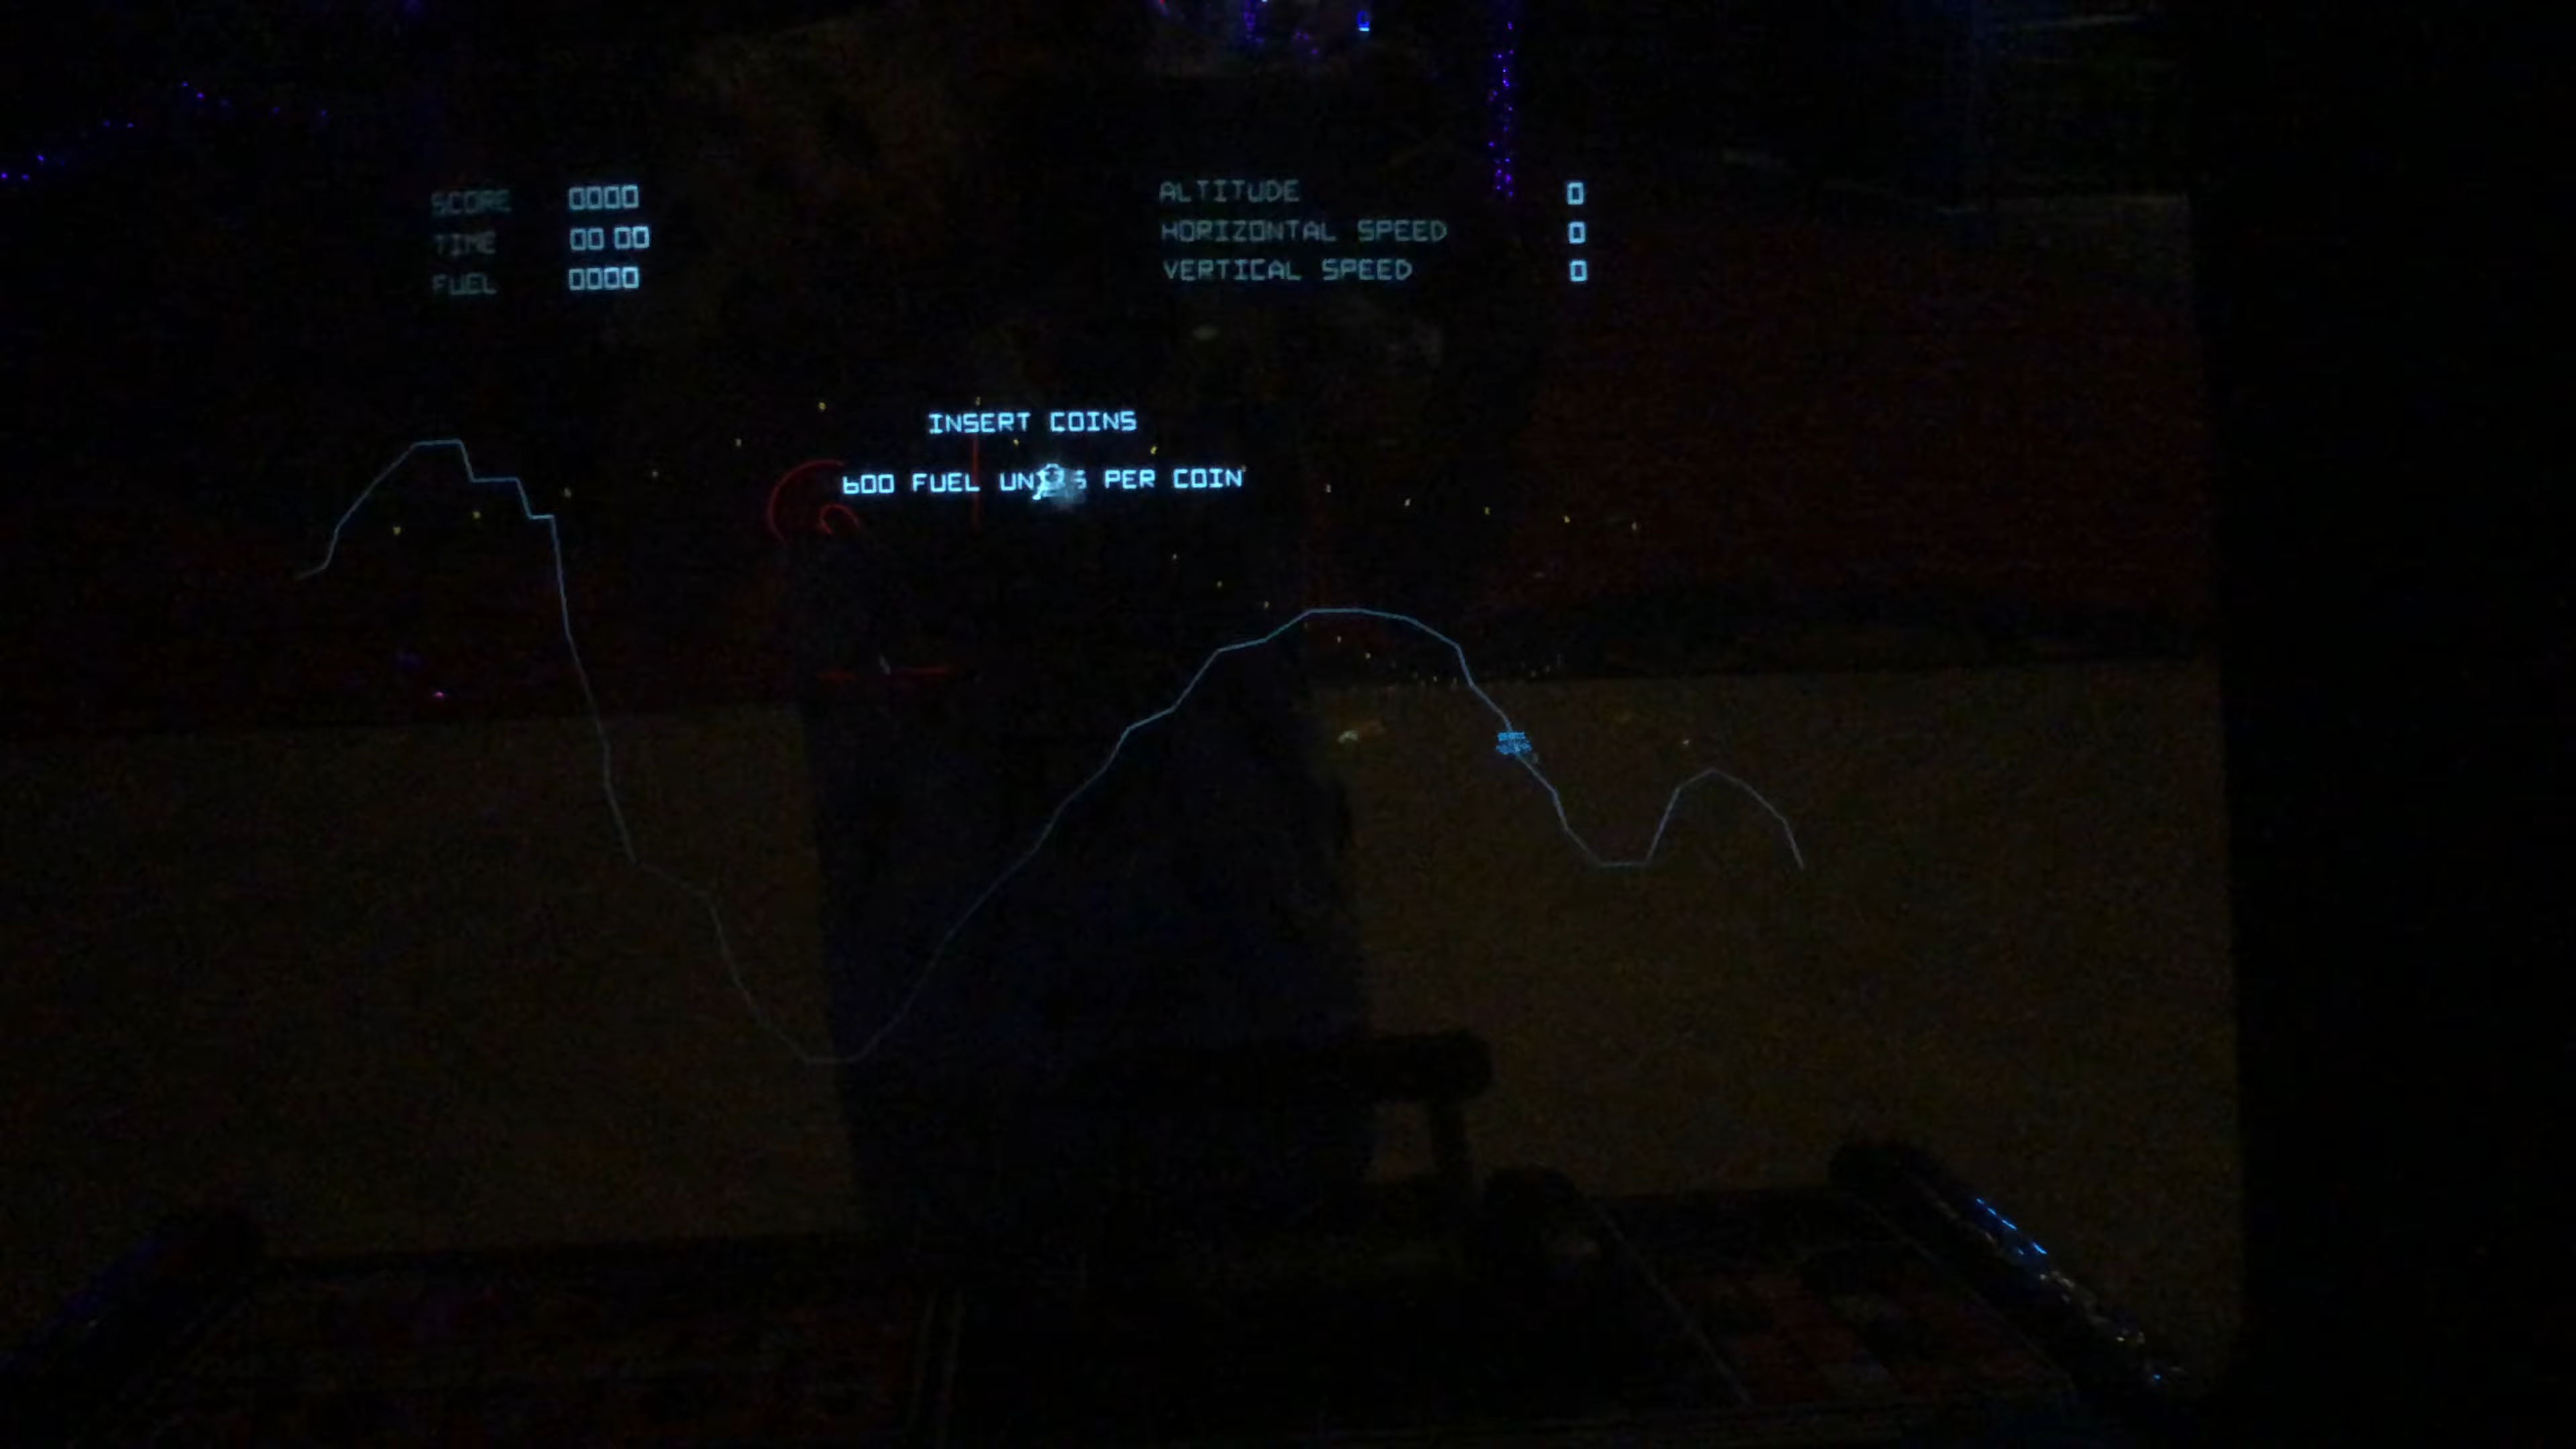 SCORE 0000
TIME 00 00
FUEL 0000
ALTITUDE 0
HORIZONTAL SPEED 0
VERTICAL SPEED 0
INSERT COINS
600 FUEL UNITS PER COIN